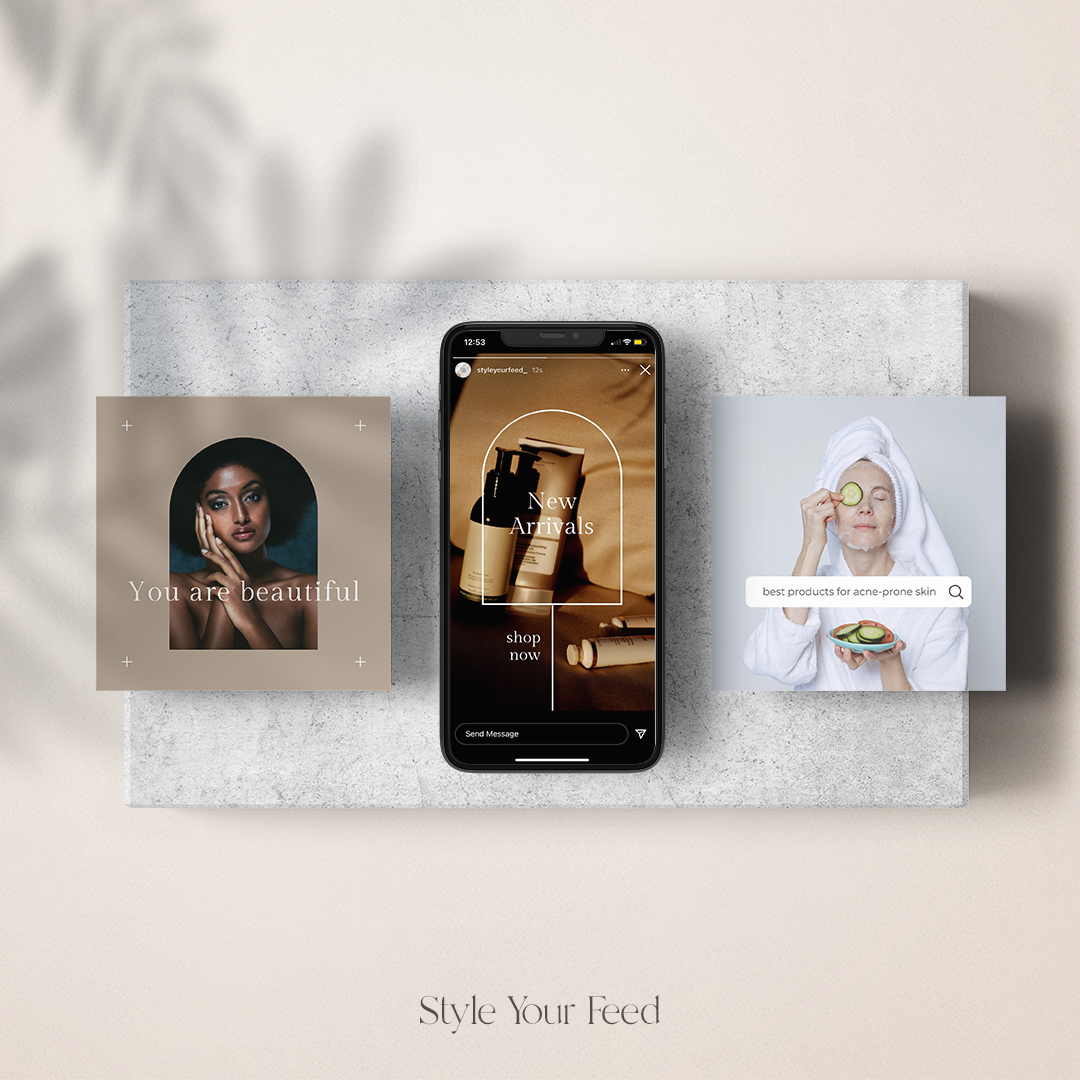 12:53
styleyourfeed_ 12s
New
Arrivals
shop
now
Send Message
You are beautiful
best products for acne-prone skin
Style Your Feed